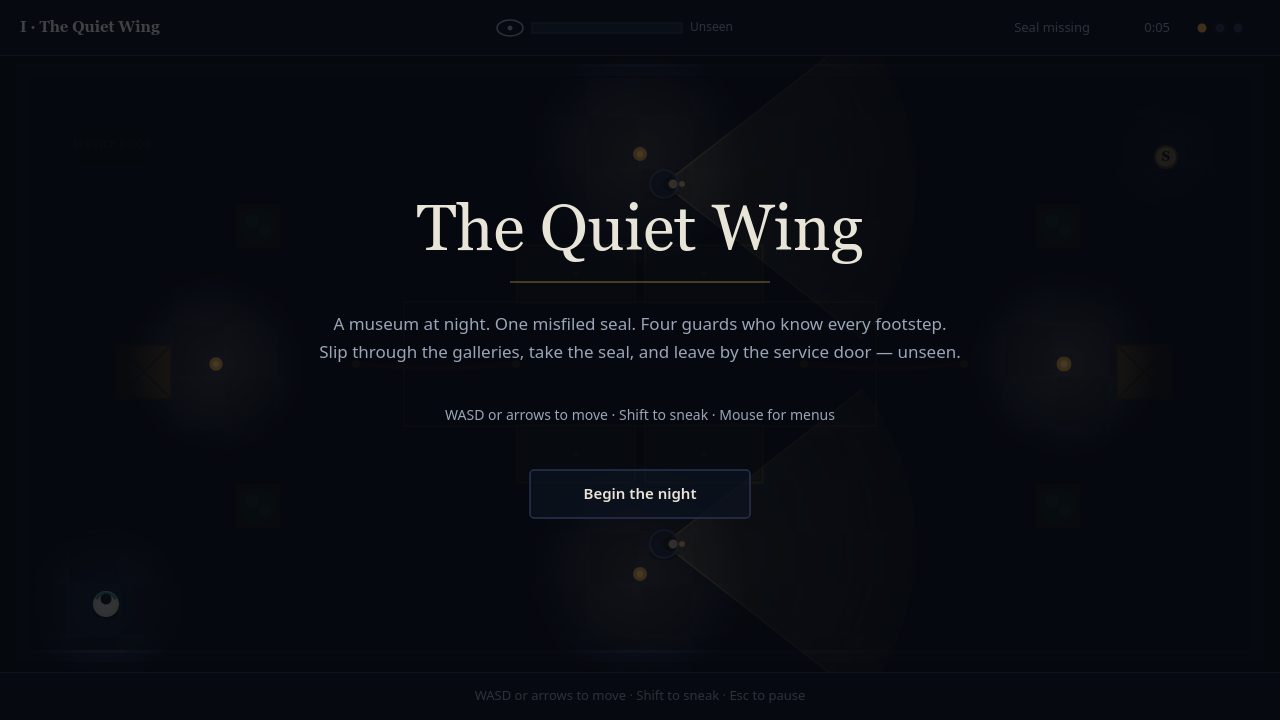 I · The Quiet Wing
Unseen
Seal missing
0:05
S
The Quiet Wing
A museum at night. One misfiled seal. Four guards who know every footstep.
Slip through the galleries, take the seal, and leave by the service door — unseen.
WASD or arrows to move · Shift to sneak · Mouse for menus
Begin the night
WASD or arrows to move · Shift to sneak · Esc to pause